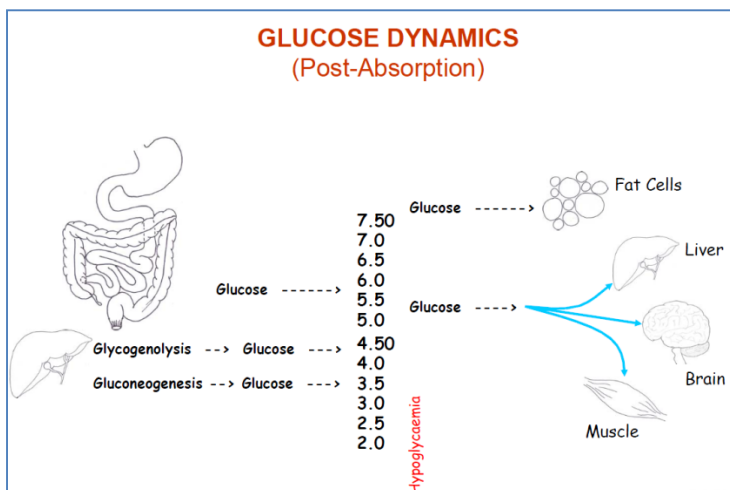 GLUCOSE DYNAMICS
(Post-Absorption)
Glucose
Fat Cells
7.50
7.0
6.5
6.0
5.5
5.0
4.50
4.0
3.5
3.0
2.5
2.0
Liver
Glucose
Glucose
Glycogenolysis
Glucose
Gluconeogenesis
Glucose
Brain
Muscle
Hypoglycaemia